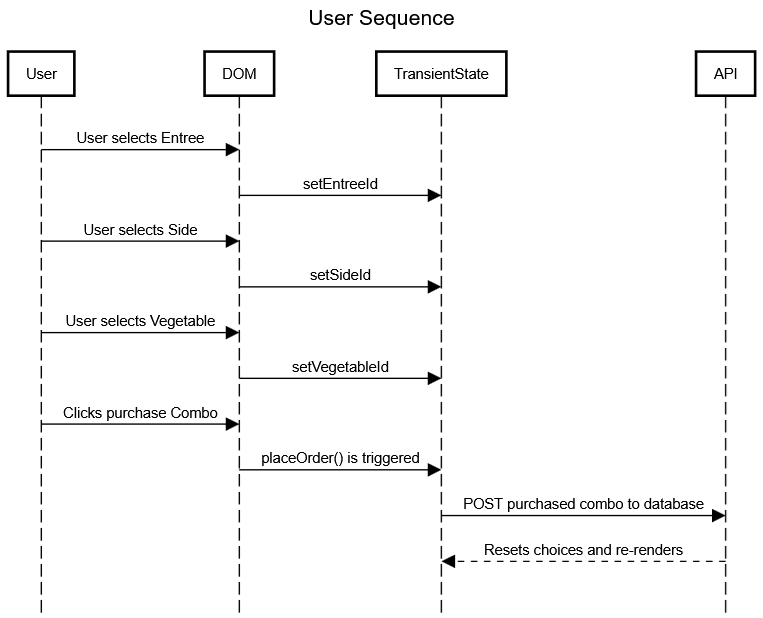 User Sequence
User
DOM
TransientState
API
User selects Entree
setEntreeId
User selects Side
setSideId
User selects Vegetable
setVegetableId
Clicks purchase Combo
placeOrder() is triggered
POST purchased combo to database
Resets choices and re-renders